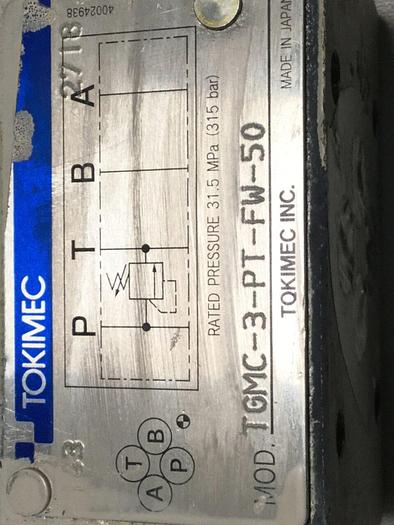 TOKIMEC
40024938
P T B A
A T B P
RATED PRESSURE 31.5 MPa (315 bar)
MOD. TGMC-3-PT-FW-50
TOKIMEC INC.
MADE IN JAPAN